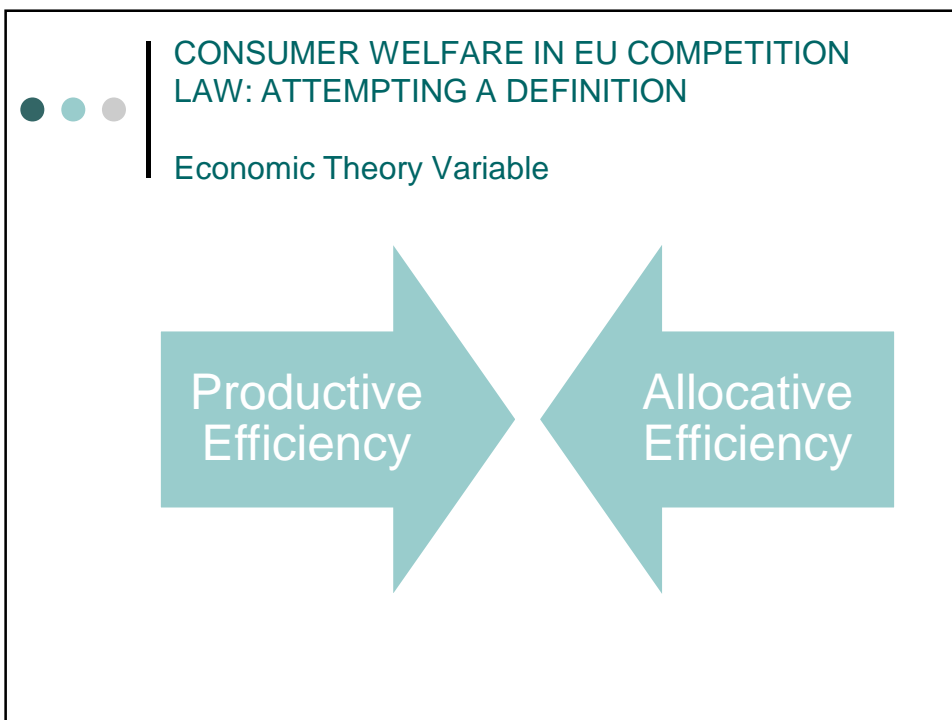 CONSUMER WELFARE IN EU COMPETITION
LAW: ATTEMPTING A DEFINITION
Economic Theory Variable
Productive
Efficiency
Allocative
Efficiency